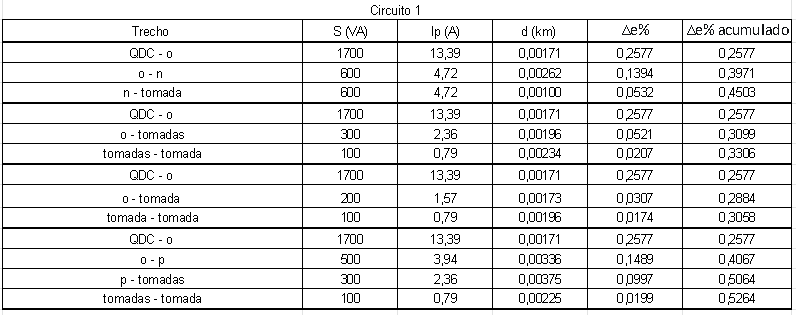 Circuito 1
Trecho S (VA) Ip (A) d (km) Δe% Δe% acumulado
QDC - o 1700 13,39 0,00171 0,2577 0,2577
o - n 600 4,72 0,00262 0,1394 0,3971
n - tomada 600 4,72 0,00100 0,0532 0,4503
QDC - o 1700 13,39 0,00171 0,2577 0,2577
o - tomadas 300 2,36 0,00196 0,0521 0,3099
tomadas - tomada 100 0,79 0,00234 0,0207 0,3306
QDC - o 1700 13,39 0,00171 0,2577 0,2577
o - tomada 200 1,57 0,00173 0,0307 0,2884
tomada - tomada 100 0,79 0,00196 0,0174 0,3058
QDC - o 1700 13,39 0,00171 0,2577 0,2577
o - p 500 3,94 0,00336 0,1489 0,4067
p - tomadas 300 2,36 0,00375 0,0997 0,5064
tomadas - tomada 100 0,79 0,00225 0,0199 0,5264